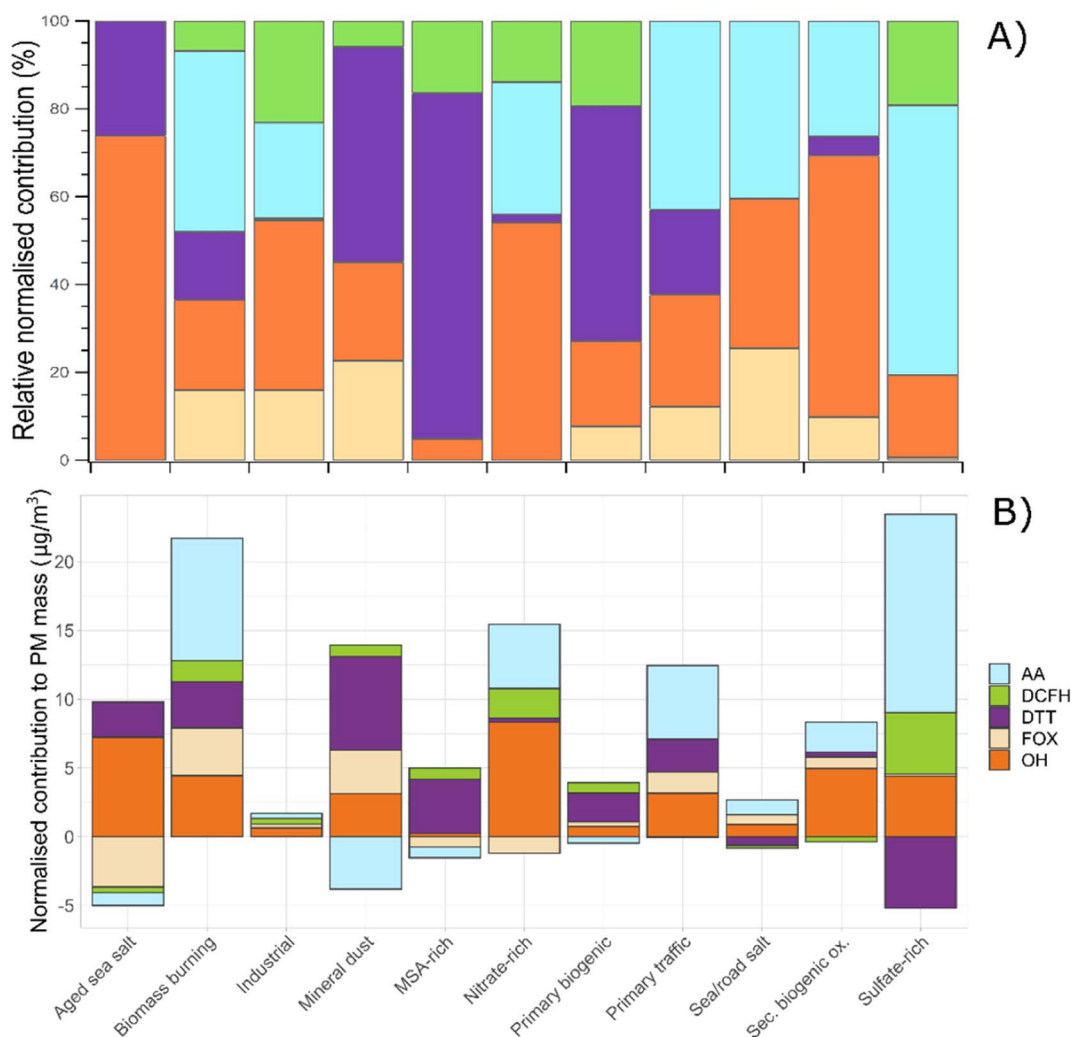 A)
Relative normalised contribution (%)
100
80
60
40
20
0
B)
Normalised contribution to PM mass (µg/m³)
20
15
10
5
0
-5
AA
DCFH
DTT
FOX
OH
Aged sea salt
Biomass burning
Industrial
Mineral dust
MSA-rich
Nitrate-rich
Primary biogenic
Primary traffic
Sea/road salt
Sec. biogenic ox.
Sulfate-rich